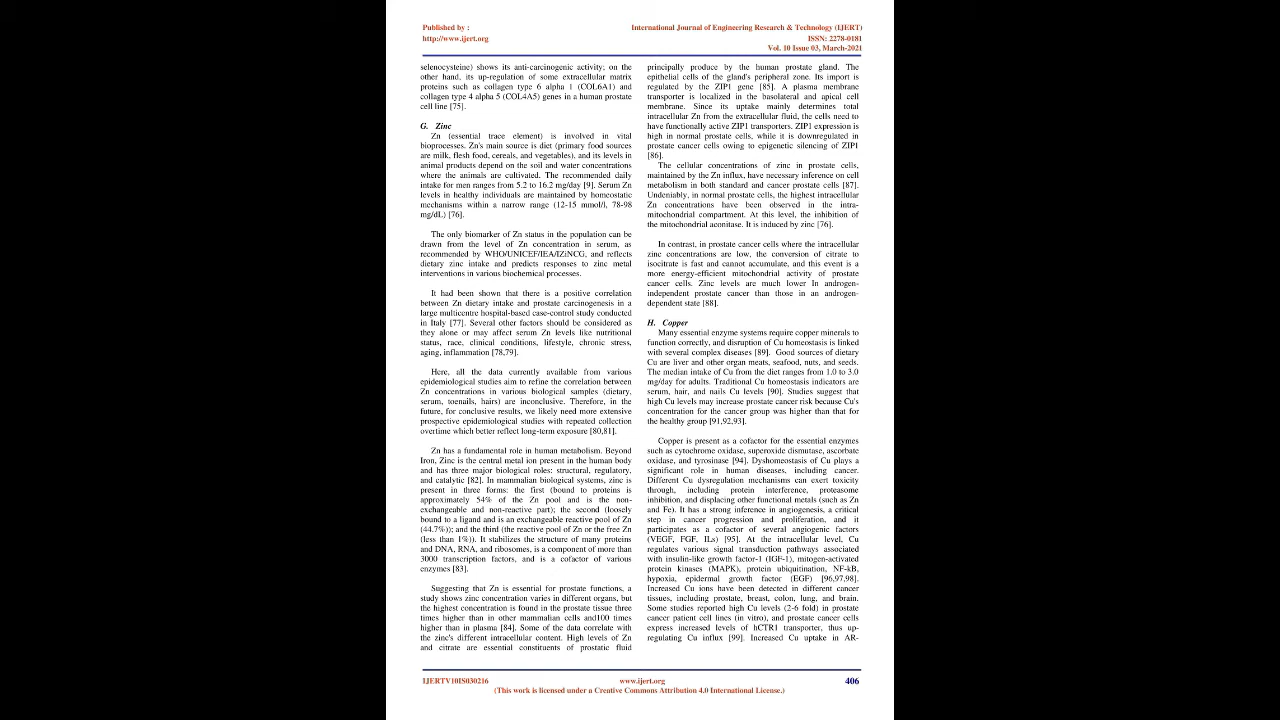 Published by :
http://www.ijert.org
International Journal of Engineering Research & Technology (IJERT)
ISSN: 2278-0181
Vol. 10 Issue 03, March-2021
selenocysteine) shows its anti-carcinogenic activity; on the
other hand, its up-regulation of some extracellular matrix
proteins such as collagen type 6 alpha 1 (COL6A1) and
collagen type 4 alpha 5 (COL4A5) genes in a human prostate
cell line [75].
G. Zinc
Zn (essential trace element) is involved in vital
bioprocesses. Zn's main source is diet (primary food sources
are milk, flesh food, cereals, and vegetables), and its levels in
animal products depend on the soil and water concentrations
where the animals are cultivated. The recommended daily
intake for men ranges from 5.2 to 16.2 mg/day [9]. Serum Zn
levels in healthy individuals are maintained by homeostatic
mechanisms within a narrow range (12-15 mmol/l, 78-98
mg/dL) [76].
The only biomarker of Zn status in the population can be
drawn from the level of Zn concentration in serum, as
recommended by WHO/UNICEF/IEA/IZiNCG, and reflects
dietary zinc intake and predicts responses to zinc metal
interventions in various biochemical processes.
It had been shown that there is a positive correlation
between Zn dietary intake and prostate carcinogenesis in a
large multicentre hospital-based case-control study conducted
in Italy [77]. Several other factors should be considered as
they alone or may affect serum Zn levels like nutritional
status, race, clinical conditions, lifestyle, chronic stress,
aging, inflammation [78,79].
Here, all the data currently available from various
epidemiological studies aim to refine the correlation between
Zn concentrations in various biological samples (dietary,
serum, toenails, hairs) are inconclusive. Therefore, in the
future, for conclusive results, we likely need more extensive
prospective epidemiological studies with repeated collection
overtime which better reflect long-term exposure [80,81].
Zn has a fundamental role in human metabolism. Beyond
Iron, Zinc is the central metal ion present in the human body
and has three major biological roles: structural, regulatory,
and catalytic [82]. In mammalian biological systems, zinc is
present in three forms: the first (bound to proteins is
approximately 54% of the Zn pool and is the non-
exchangeable and non-reactive part); the second (loosely
bound to a ligand and is an exchangeable reactive pool of Zn
(44.7%)); and the third (the reactive pool of Zn or the free Zn
(less than 1%)). It stabilizes the structure of many proteins
and DNA, RNA, and ribosomes, is a component of more than
3000 transcription factors, and is a cofactor of various
enzymes [83].
Suggesting that Zn is essential for prostate functions, a
study shows zinc concentration varies in different organs, but
the highest concentration is found in the prostate tissue three
times higher than in other mammalian cells and100 times
higher than in plasma [84]. Some of the data correlate with
the zinc's different intracellular content. High levels of Zn
and citrate are essential constituents of prostatic fluid
principally produce by the human prostate gland. The
epithelial cells of the gland's peripheral zone. Its import is
regulated by the ZIP1 gene [85]. A plasma membrane
transporter is localized in the basolateral and apical cell
membrane. Since its uptake mainly determines total
intracellular Zn from the extracellular fluid, the cells need to
have functionally active ZIP1 transporters. ZIP1 expression is
high in normal prostate cells, while it is downregulated in
prostate cancer cells owing to epigenetic silencing of ZIP1
[86].
The cellular concentrations of zinc in prostate cells,
maintained by the Zn influx, have necessary inference on cell
metabolism in both standard and cancer prostate cells [87].
Undeniably, in normal prostate cells, the highest intracellular
Zn concentrations have been observed in the intra-
mitochondrial compartment. At this level, the inhibition of
the mitochondrial aconitase. It is induced by zinc [76].
In contrast, in prostate cancer cells where the intracellular
zinc concentrations are low, the conversion of citrate to
isocitrate is fast and cannot accumulate, and this event is a
more energy-efficient mitochondrial activity of prostate
cancer cells. Zinc levels are much lower In androgen-
independent prostate cancer than those in an androgen-
dependent state [88].
H. Copper
Many essential enzyme systems require copper minerals to
function correctly, and disruption of Cu homeostasis is linked
with several complex diseases [89]. Good sources of dietary
Cu are liver and other organ meats, seafood, nuts, and seeds.
The median intake of Cu from the diet ranges from 1.0 to 3.0
mg/day for adults. Traditional Cu homeostasis indicators are
serum, hair, and nails Cu levels [90]. Studies suggest that
high Cu levels may increase prostate cancer risk because Cu's
concentration for the cancer group was higher than that for
the healthy group [91,92,93].
Copper is present as a cofactor for the essential enzymes
such as cytochrome oxidase, superoxide dismutase, ascorbate
oxidase, and tyrosinase [94]. Dyshomeostasis of Cu plays a
significant role in human diseases, including cancer.
Different Cu dysregulation mechanisms can exert toxicity
through, including protein interference, proteasome
inhibition, and displacing other functional metals (such as Zn
and Fe). It has a strong inference in angiogenesis, a critical
step in cancer progression and proliferation, and it
participates as a cofactor of several angiogenic factors
(VEGF, FGF, ILs) [95]. At the intracellular level, Cu
regulates various signal transduction pathways associated
with insulin-like growth factor-1 (IGF-1), mitogen-activated
protein kinases (MAPK), protein ubiquitination, NF-kB,
hypoxia, epidermal growth factor (EGF) [96,97,98].
Increased Cu ions have been detected in different cancer
tissues, including prostate, breast, colon, lung, and brain.
Some studies reported high Cu levels (2-6 fold) in prostate
cancer patient cell lines (in vitro), and prostate cancer cells
express increased levels of hCTR1 transporter, thus up-
regulating Cu influx [99]. Increased Cu uptake in AR-
IJERTV10IS030216
www.ijert.org
406
(This work is licensed under a Creative Commons Attribution 4.0 International License.)